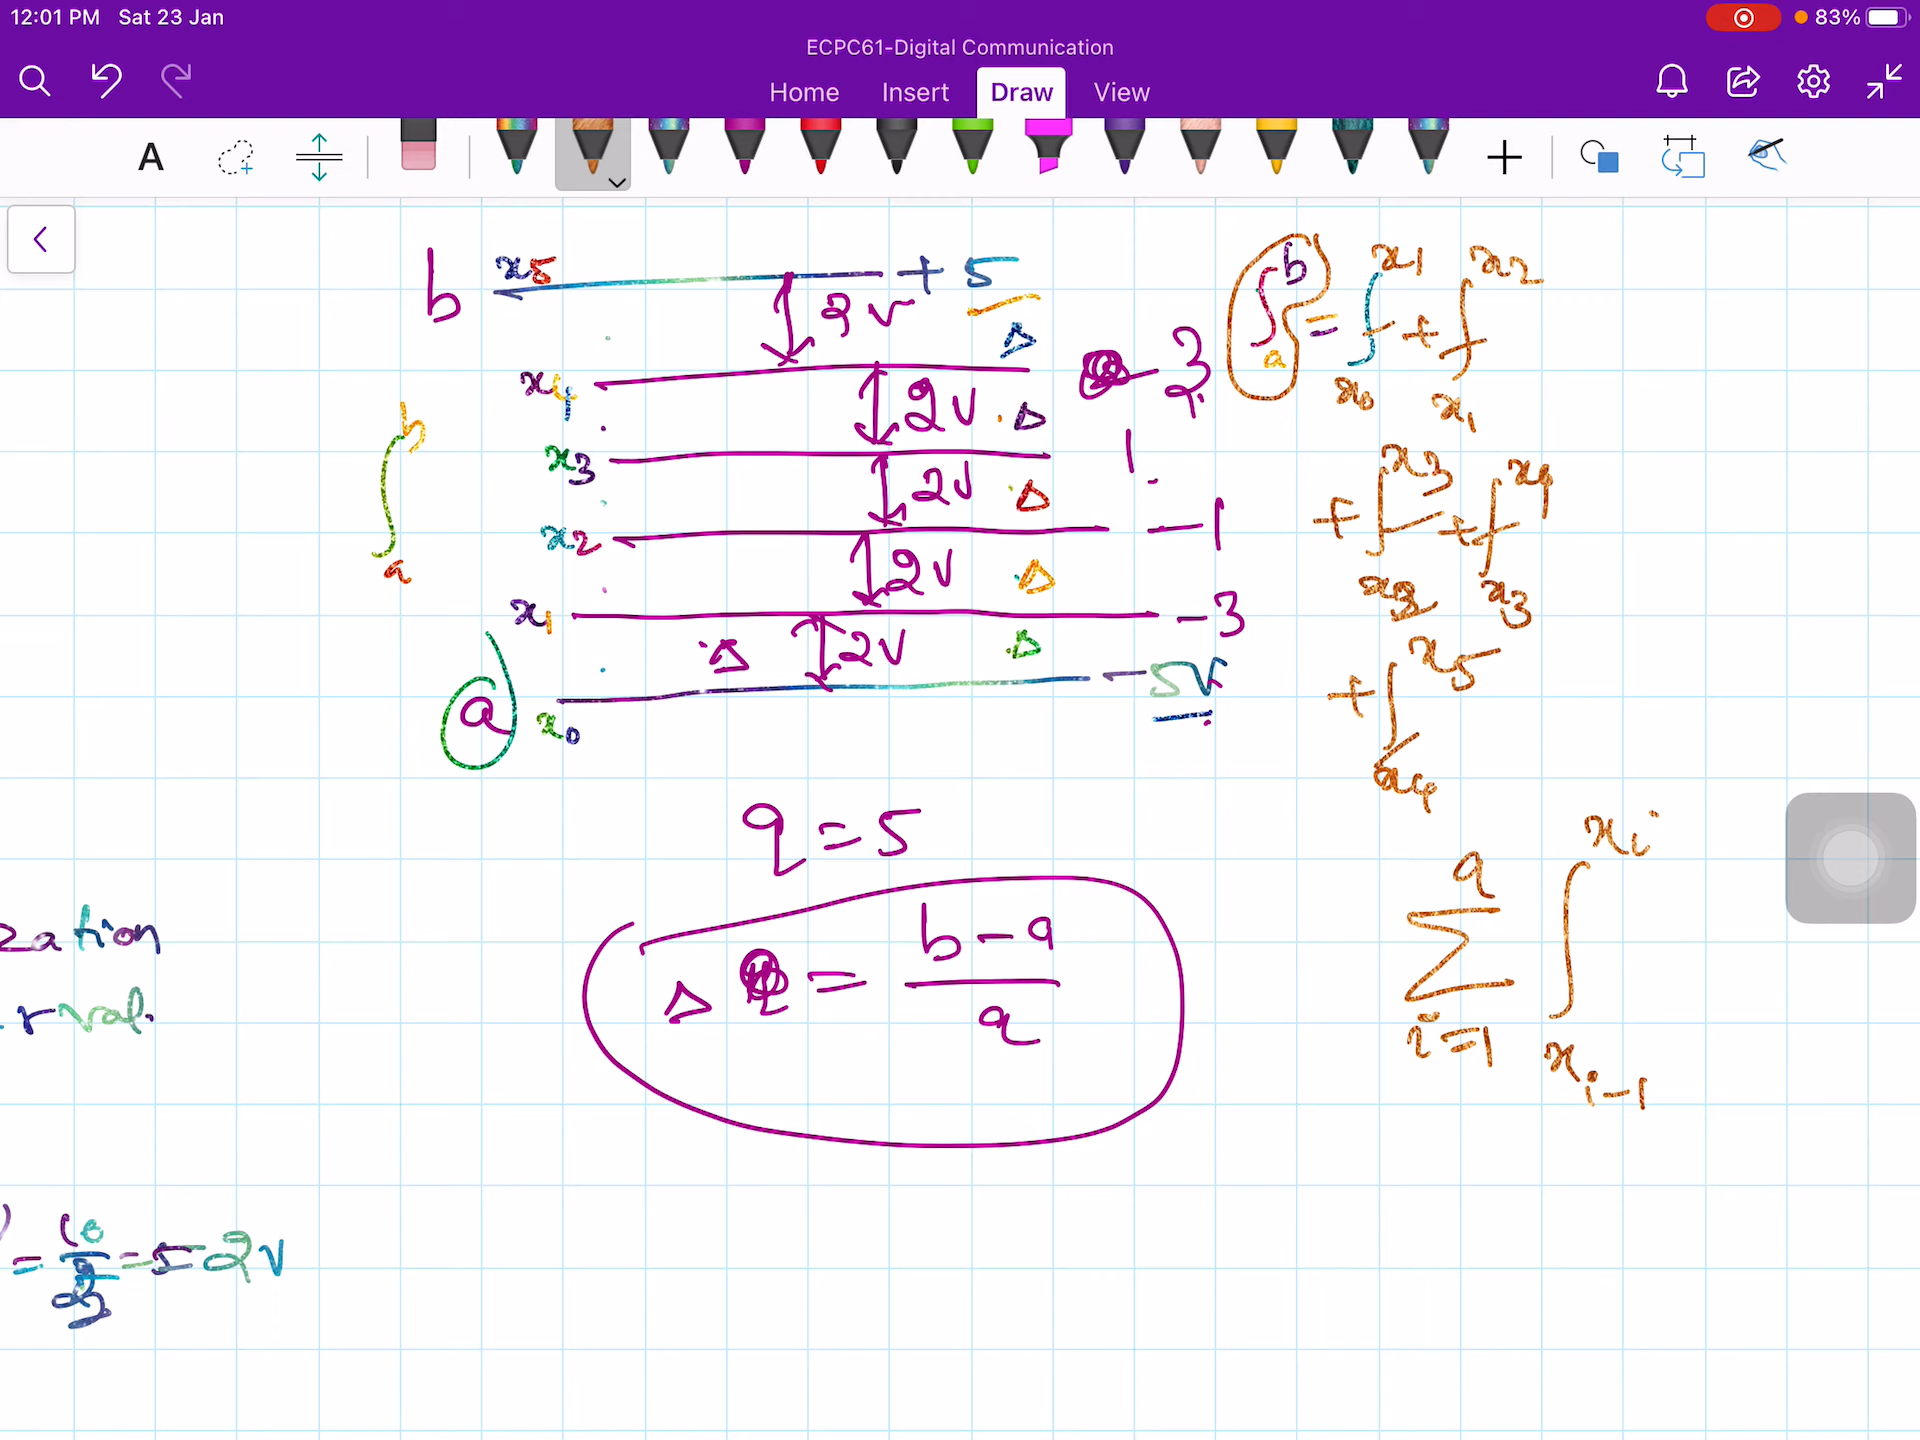 12:01 PM Sat 23 Jan
83%
ECPC61-Digital Communication
Home Insert Draw View
A
b x5 + 5
2v Δ
x4 3
2v Δ
x3 1
2v Δ
x2 -1
2v Δ
x1 -3
Δ 2v Δ
a x0 -5V
∫ b a
q = 5
Δ = b-a / q
∫ b a = ∫ x1 x0 + ∫ x2 x1
+ ∫ x3 x2 + ∫ x4 x3
+ ∫ x5 x4
q Σ i=1 ∫ xi xi-1
zation
rval.
= 10 / 5 = 2v